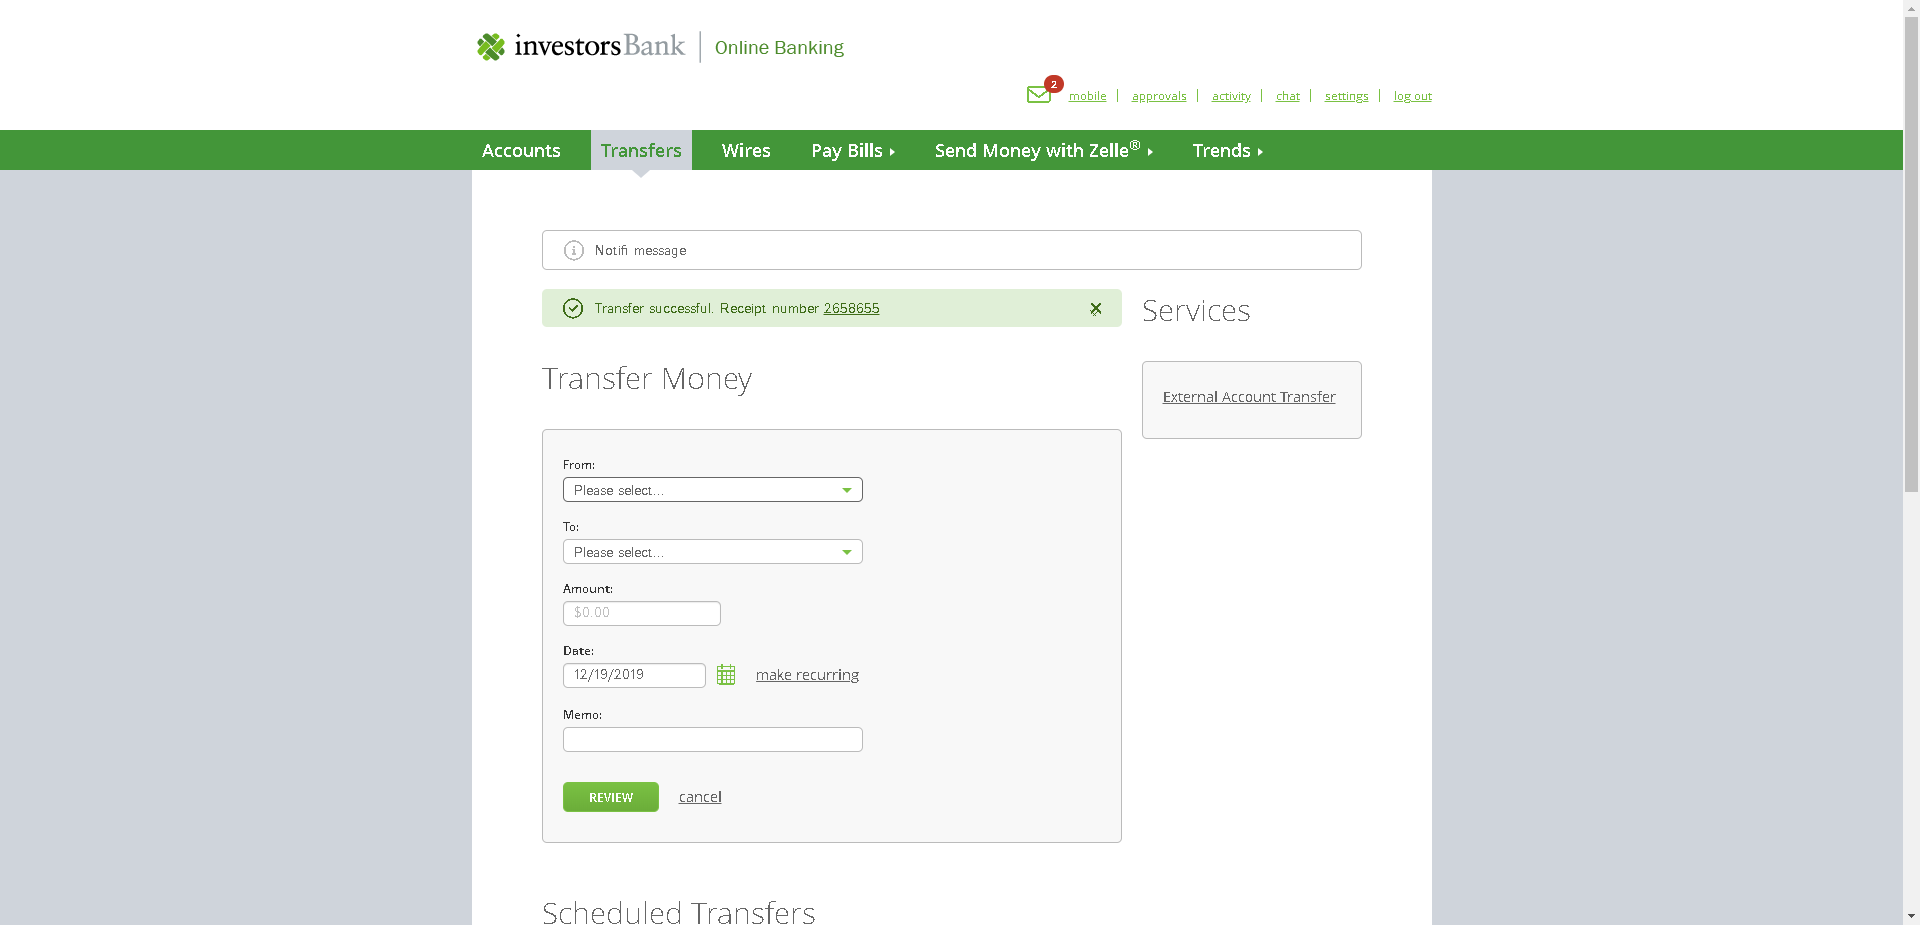 investorsBank Online Banking
2
mobile approvals activity chat settings log out
Accounts Transfers Wires Pay Bills Send Money with Zelle® Trends
Notifi message
Transfer successful. Receipt number 2658655
Services
Transfer Money
External Account Transfer
From:
Please select...
To:
Please select...
Amount:
$0.00
Date:
12/19/2019 make recurring
Memo:
REVIEW cancel
Scheduled Transfers